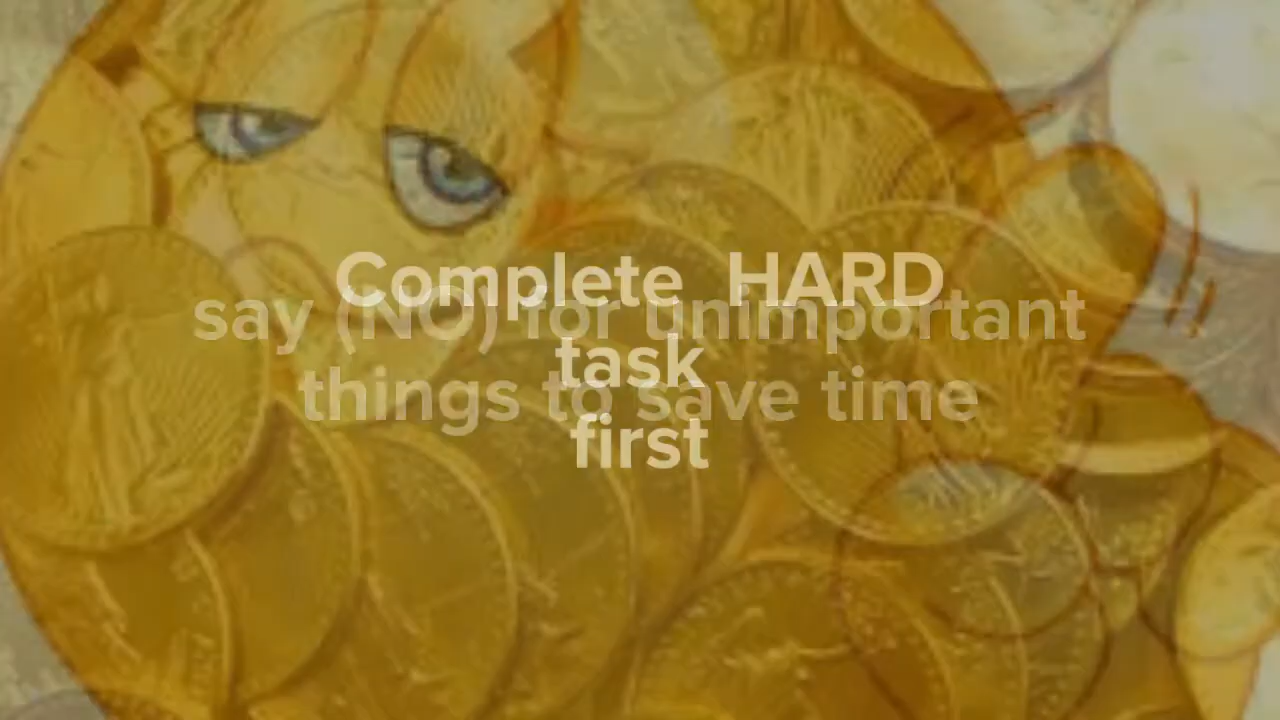 Complete HARD
task
first
say (NO) for unimportant
things to save time